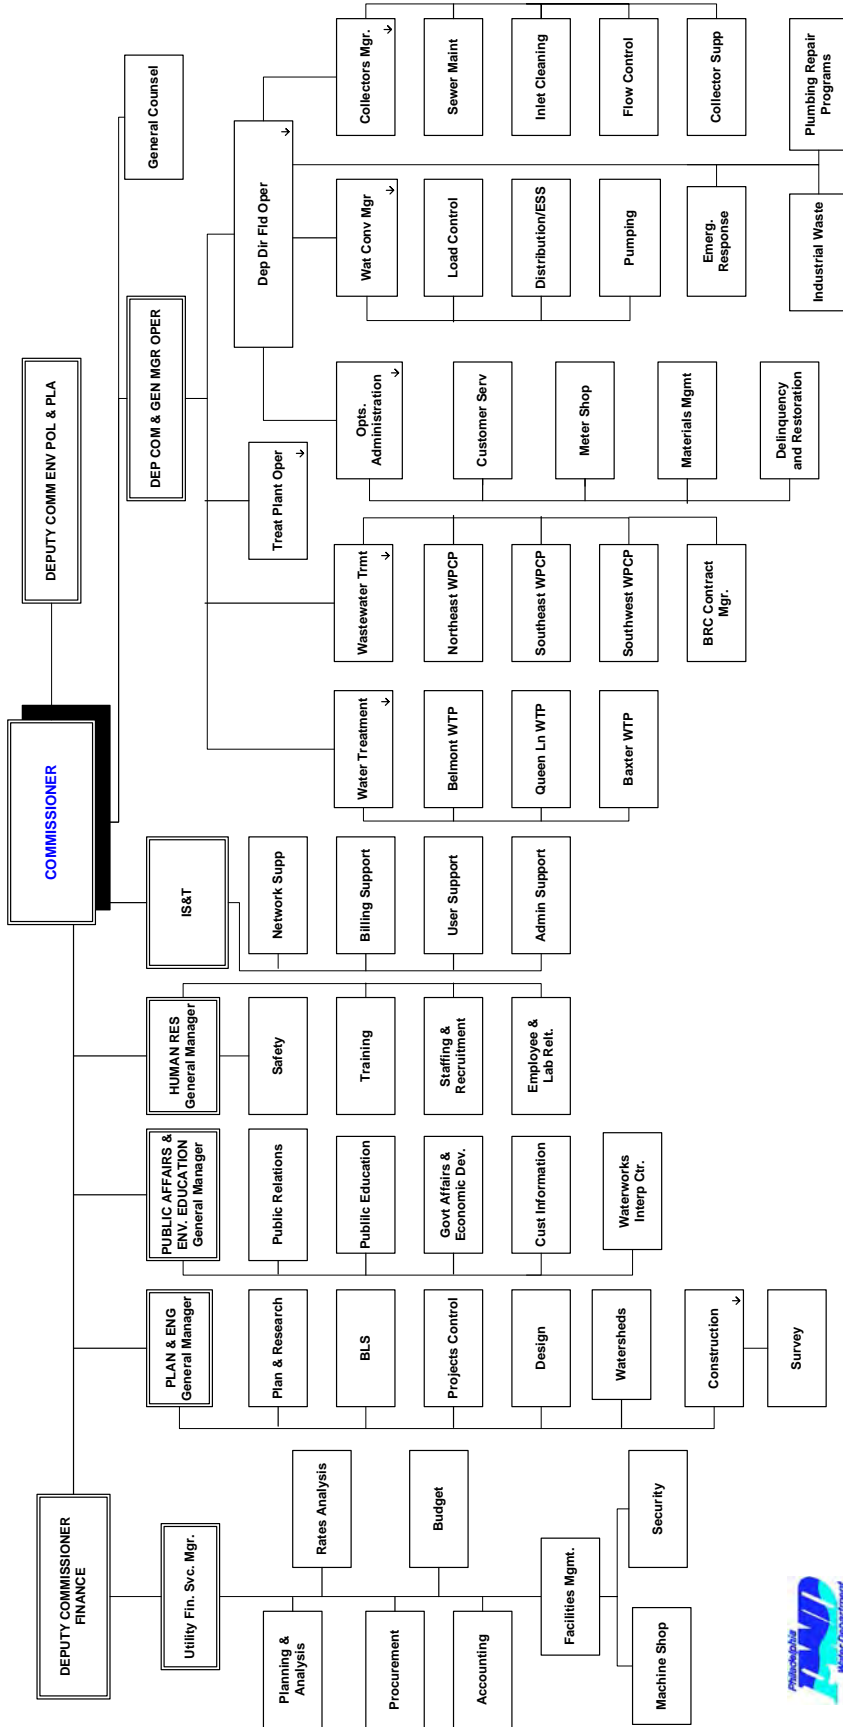 COMMISSIONER
DEPUTY COMM ENV POL & PLA
General Counsel
DEPUTY COMMISSIONER
FINANCE
Utility Fin. Svc. Mgr.
Planning &
Analysis
Rates Analysis
Procurement
Budget
Accounting
Facilities Mgmt.
Machine Shop
Security
PLAN & ENG
General Manager
Plan & Research
BLS
Projects Control
Design
Watersheds
Construction
Survey
PUBLIC AFFAIRS &
ENV. EDUCATION
General Manager
Public Relations
Publilc Education
Govt Affairs &
Economic Dev.
Cust Information
Waterworks
Interp Ctr.
HUMAN RES
General Manager
Safety
Training
Staffing &
Recruitment
Employee &
Lab Relt.
IS&T
Network Supp
Billing Support
User Support
Admin Support
DEP COM & GEN MGR OPER
Water Treatment
Belmont WTP
Queen Ln WTP
Baxter WTP
Wastewater Trmt
Northeast WPCP
Southeast WPCP
Southwest WPCP
BRC Contract
Mgr.
Treat Plant Oper
Dep Dir Fld Oper
Opts.
Administration
Customer Serv
Meter Shop
Materials Mgmt
Delinquency
and Restoration
Wat Conv Mgr
Load Control
Distribution/ESS
Pumping
Emerg.
Response
Industrial Waste
Plumbing Repair
Programs
Collectors Mgr.
Sewer Maint
Inlet Cleaning
Flow Control
Collector Supp
Philadelphia
PWD
Water Department